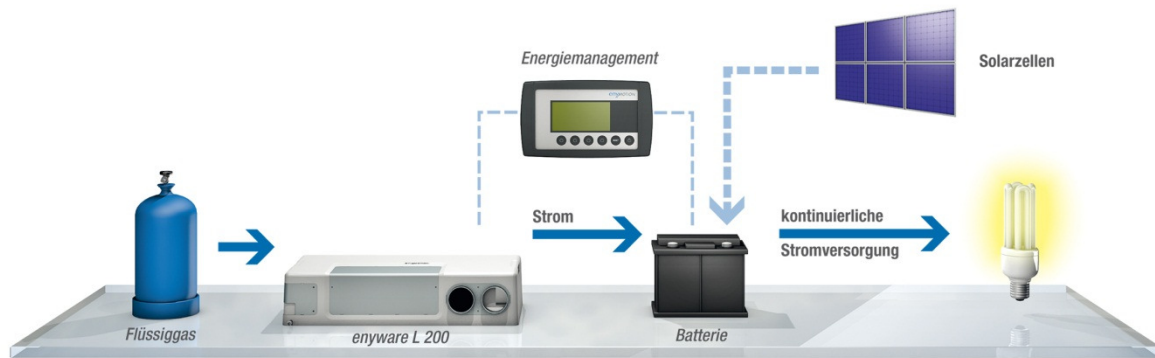 Energiemanagement
Solarzellen
Strom
kontinuierliche
Stromversorgung
Flüssiggas
enyware L 200
Batterie